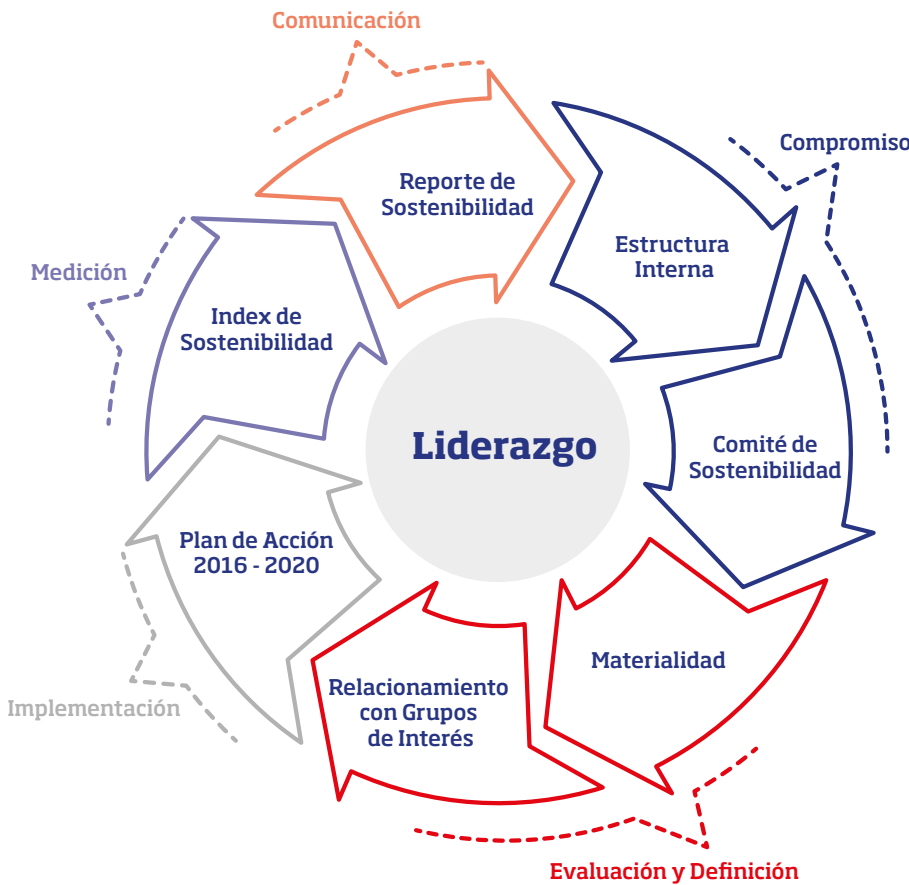 Comunicación
Compromiso
Reporte de
Sostenibilidad
Estructura
Interna
Medición
Index de
Sostenibilidad
Liderazgo
Comité de
Sostenibilidad
Plan de Acción
2016 - 2020
Materialidad
Relacionamiento
con Grupos
de Interés
Implementación
Evaluación y Definición